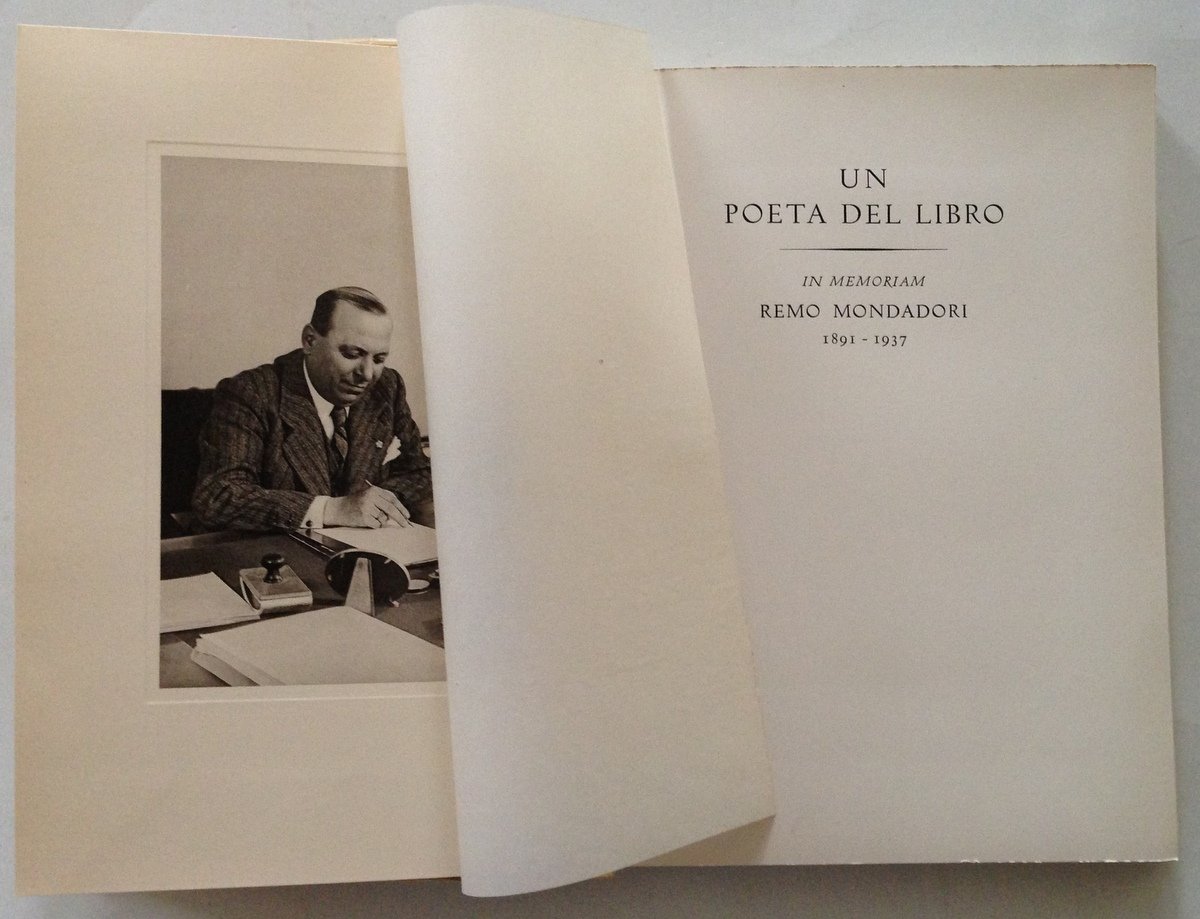 UN
POETA DEL LIBRO
IN MEMORIAM
REMO MONDADORI
1891 - 1937